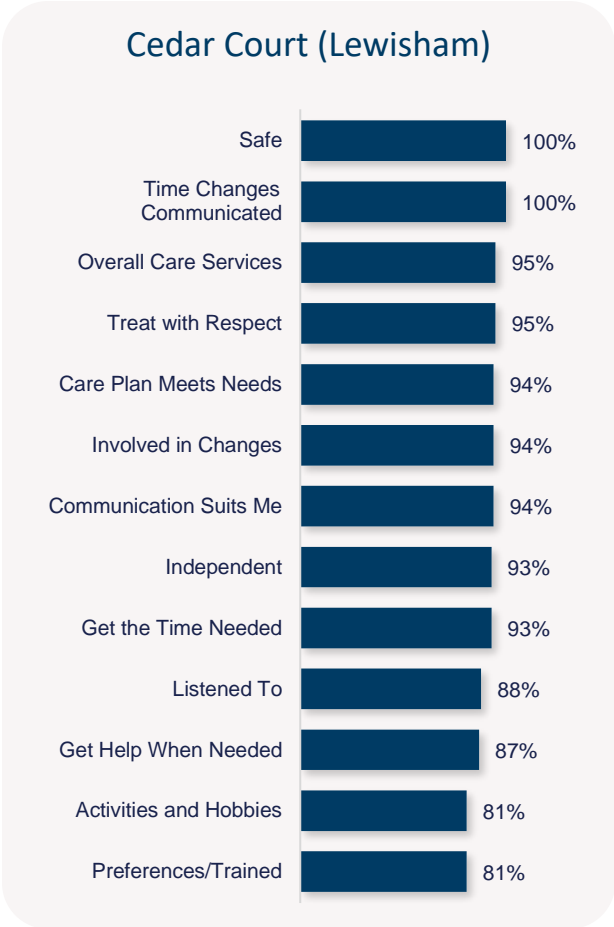 Cedar Court (Lewisham)
Safe 100%
Time Changes
Communicated 100%
Overall Care Services 95%
Treat with Respect 95%
Care Plan Meets Needs 94%
Involved in Changes 94%
Communication Suits Me 94%
Independent 93%
Get the Time Needed 93%
Listened To 88%
Get Help When Needed 87%
Activities and Hobbies 81%
Preferences/Trained 81%